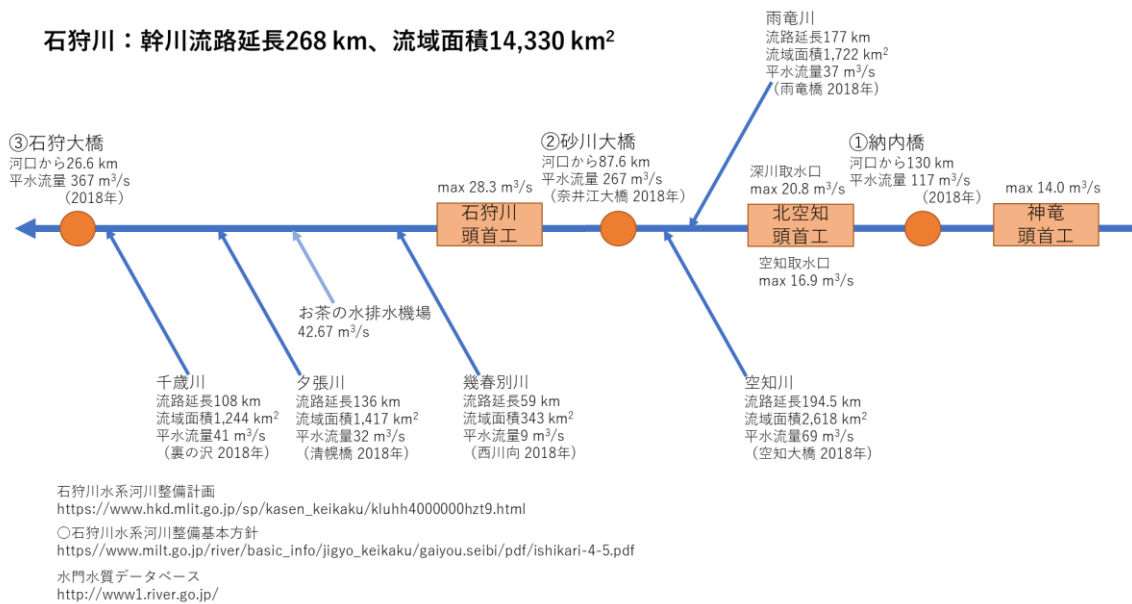 石狩川：幹川流路延長268 km、流域面積14,330 km²
雨竜川
流路延長177 km
流域面積1,722 km²
平水流量37 m³/s
（雨竜橋 2018年）
③石狩大橋
河口から26.6 km
平水流量 367 m³/s
（2018年）
max 28.3 m³/s
石狩川
頭首工
②砂川大橋
河口から87.6 km
平水流量 267 m³/s
（奈井江大橋 2018年）
深川取水口
max 20.8 m³/s
北空知
頭首工
空知取水口
max 16.9 m³/s
①納内橋
河口から130 km
平水流量 117 m³/s
（2018年）
max 14.0 m³/s
神竜
頭首工
お茶の水排水機場
42.67 m³/s
千歳川
流路延長108 km
流域面積1,244 km²
平水流量41 m³/s
（裏の沢 2018年）
夕張川
流路延長136 km
流域面積1,417 km²
平水流量32 m³/s
（清幌橋 2018年）
幾春別川
流路延長59 km
流域面積343 km²
平水流量9 m³/s
（西川向 2018年）
空知川
流路延長194.5 km
流域面積2,618 km²
平水流量69 m³/s
（空知大橋 2018年）
石狩川水系河川整備計画
https://www.hkd.mlit.go.jp/sp/kasen_keikaku/kluhh4000000hzt9.html
〇石狩川水系河川整備基本方針
https//www.milt.go.jp/river/basic_info/jigyo_keikaku/gaiyou.seibi/pdf/ishikari-4-5.pdf
水門水質データベース
http://www1.river.go.jp/